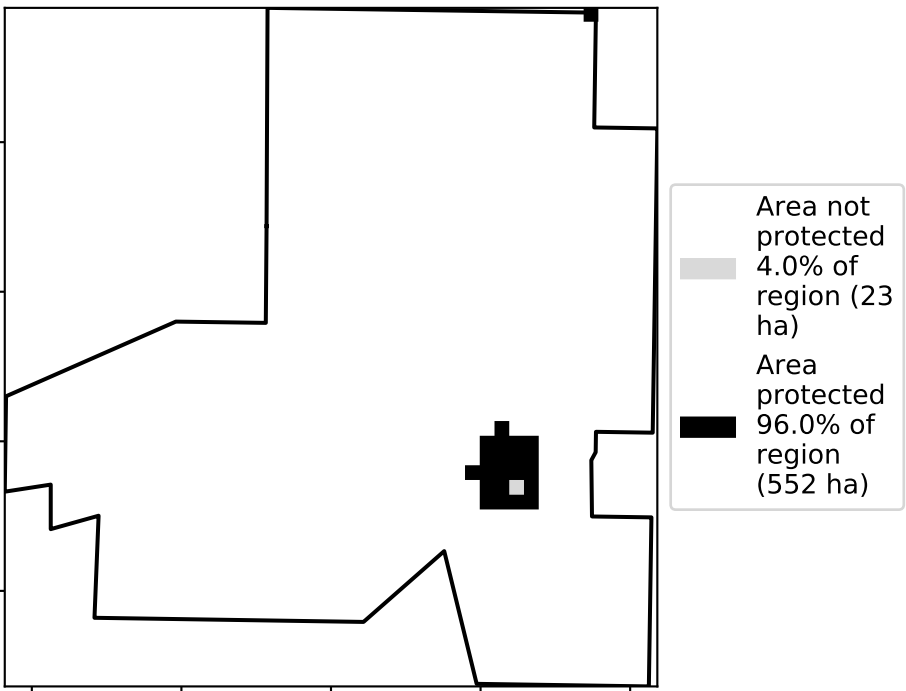 Area not
protected
4.0% of
region (23
ha)
Area
protected
96.0% of
region
(552 ha)